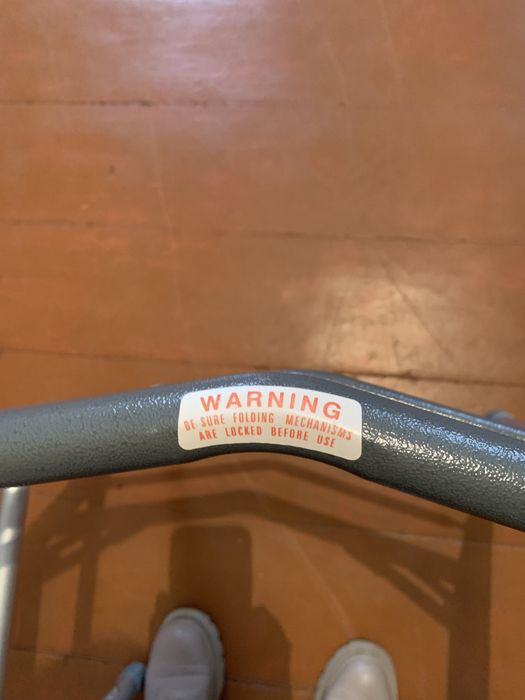 WARNING
BE SURE FOLDING MECHANISMS
ARE LOCKED BEFORE USE